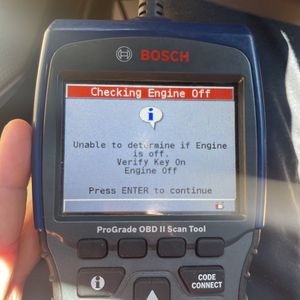 BOSCH
Checking Engine Off
i
Unable to determine if Engine
is off.
Verify Key On
Engine Off
Press ENTER to continue
ProGrade OBD II Scan Tool
i
CODE
CONNECT